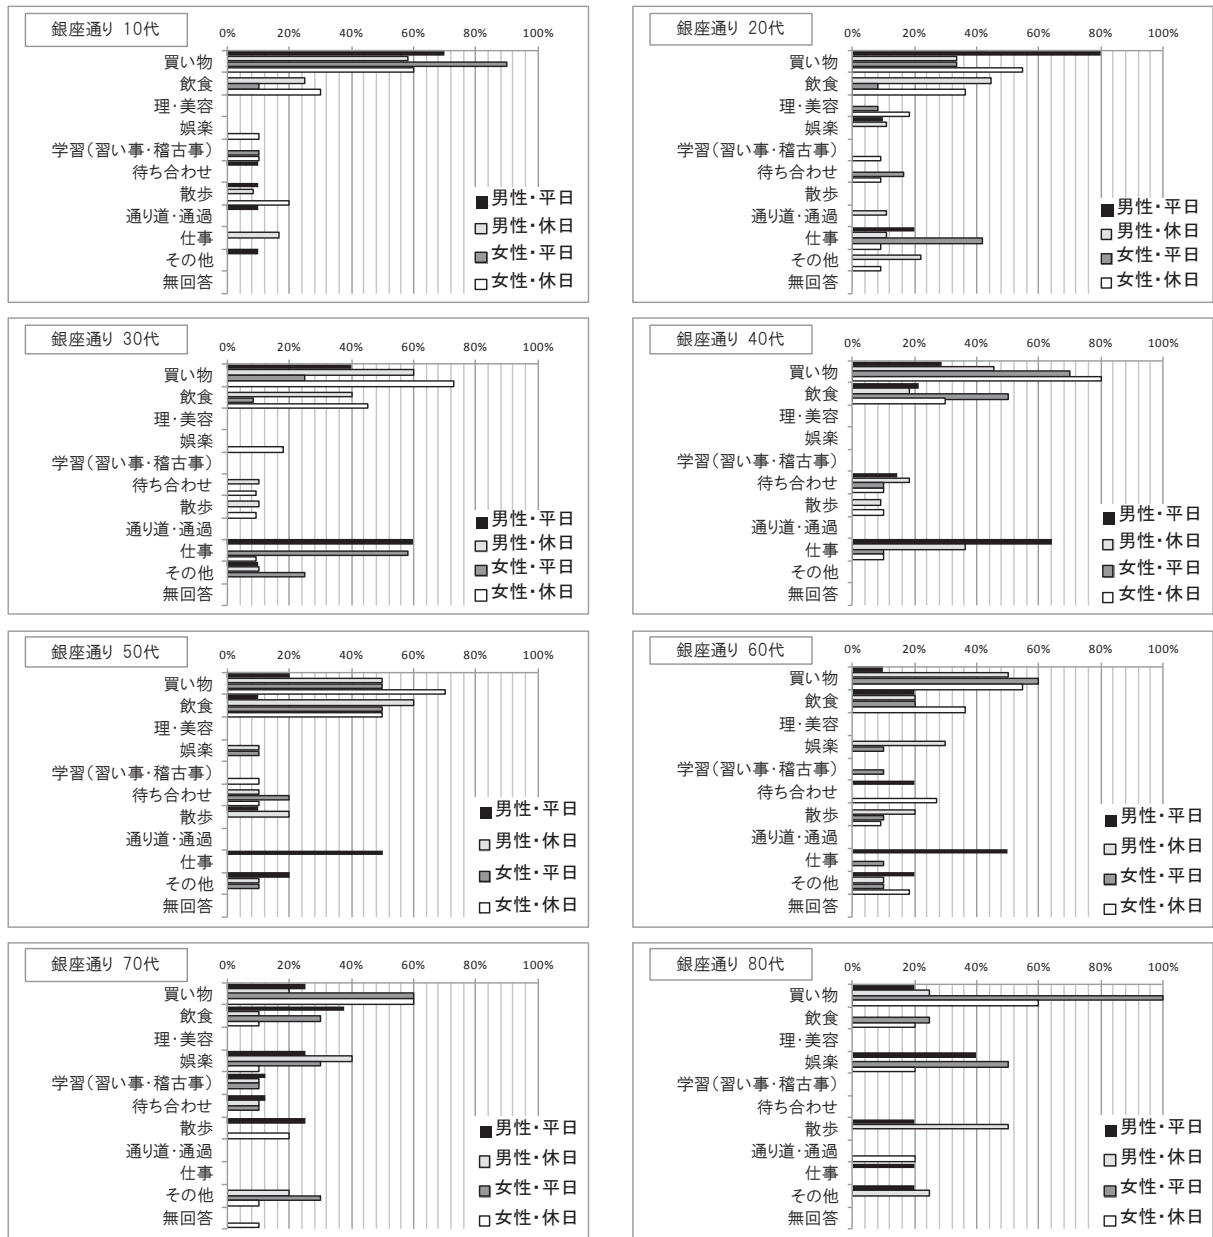 銀座通り 10代
0% 20% 40% 60% 80% 100%
買い物
飲食
理・美容
娯楽
学習(習い事・稽古事)
待ち合わせ
散歩
通り道・通過
仕事
その他
無回答
男性・平日
男性・休日
女性・平日
女性・休日
銀座通り 20代
0% 20% 40% 60% 80% 100%
買い物
飲食
理・美容
娯楽
学習(習い事・稽古事)
待ち合わせ
散歩
通り道・通過
仕事
その他
無回答
男性・平日
男性・休日
女性・平日
女性・休日
銀座通り 30代
0% 20% 40% 60% 80% 100%
買い物
飲食
理・美容
娯楽
学習(習い事・稽古事)
待ち合わせ
散歩
通り道・通過
仕事
その他
無回答
男性・平日
男性・休日
女性・平日
女性・休日
銀座通り 40代
0% 20% 40% 60% 80% 100%
買い物
飲食
理・美容
娯楽
学習(習い事・稽古事)
待ち合わせ
散歩
通り道・通過
仕事
その他
無回答
男性・平日
男性・休日
女性・平日
女性・休日
銀座通り 50代
0% 20% 40% 60% 80% 100%
買い物
飲食
理・美容
娯楽
学習(習い事・稽古事)
待ち合わせ
散歩
通り道・通過
仕事
その他
無回答
男性・平日
男性・休日
女性・平日
女性・休日
銀座通り 60代
0% 20% 40% 60% 80% 100%
買い物
飲食
理・美容
娯楽
学習(習い事・稽古事)
待ち合わせ
散歩
通り道・通過
仕事
その他
無回答
男性・平日
男性・休日
女性・平日
女性・休日
銀座通り 70代
0% 20% 40% 60% 80% 100%
買い物
飲食
理・美容
娯楽
学習(習い事・稽古事)
待ち合わせ
散歩
通り道・通過
仕事
その他
無回答
男性・平日
男性・休日
女性・平日
女性・休日
銀座通り 80代
0% 20% 40% 60% 80% 100%
買い物
飲食
理・美容
娯楽
学習(習い事・稽古事)
待ち合わせ
散歩
通り道・通過
仕事
その他
無回答
男性・平日
男性・休日
女性・平日
女性・休日